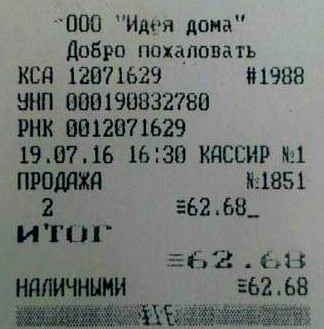 ООО "Идея дома"
Добро пожаловать
КСА 12071629 #1988
УНП 000190832780
РНК 0012071629
19.07.16 16:30 КАССИР №1
ПРОДАЖА №1851
2 ≡62.68_
ИТОГ
≡62.68
НАЛИЧНЫМИ ≡62.68